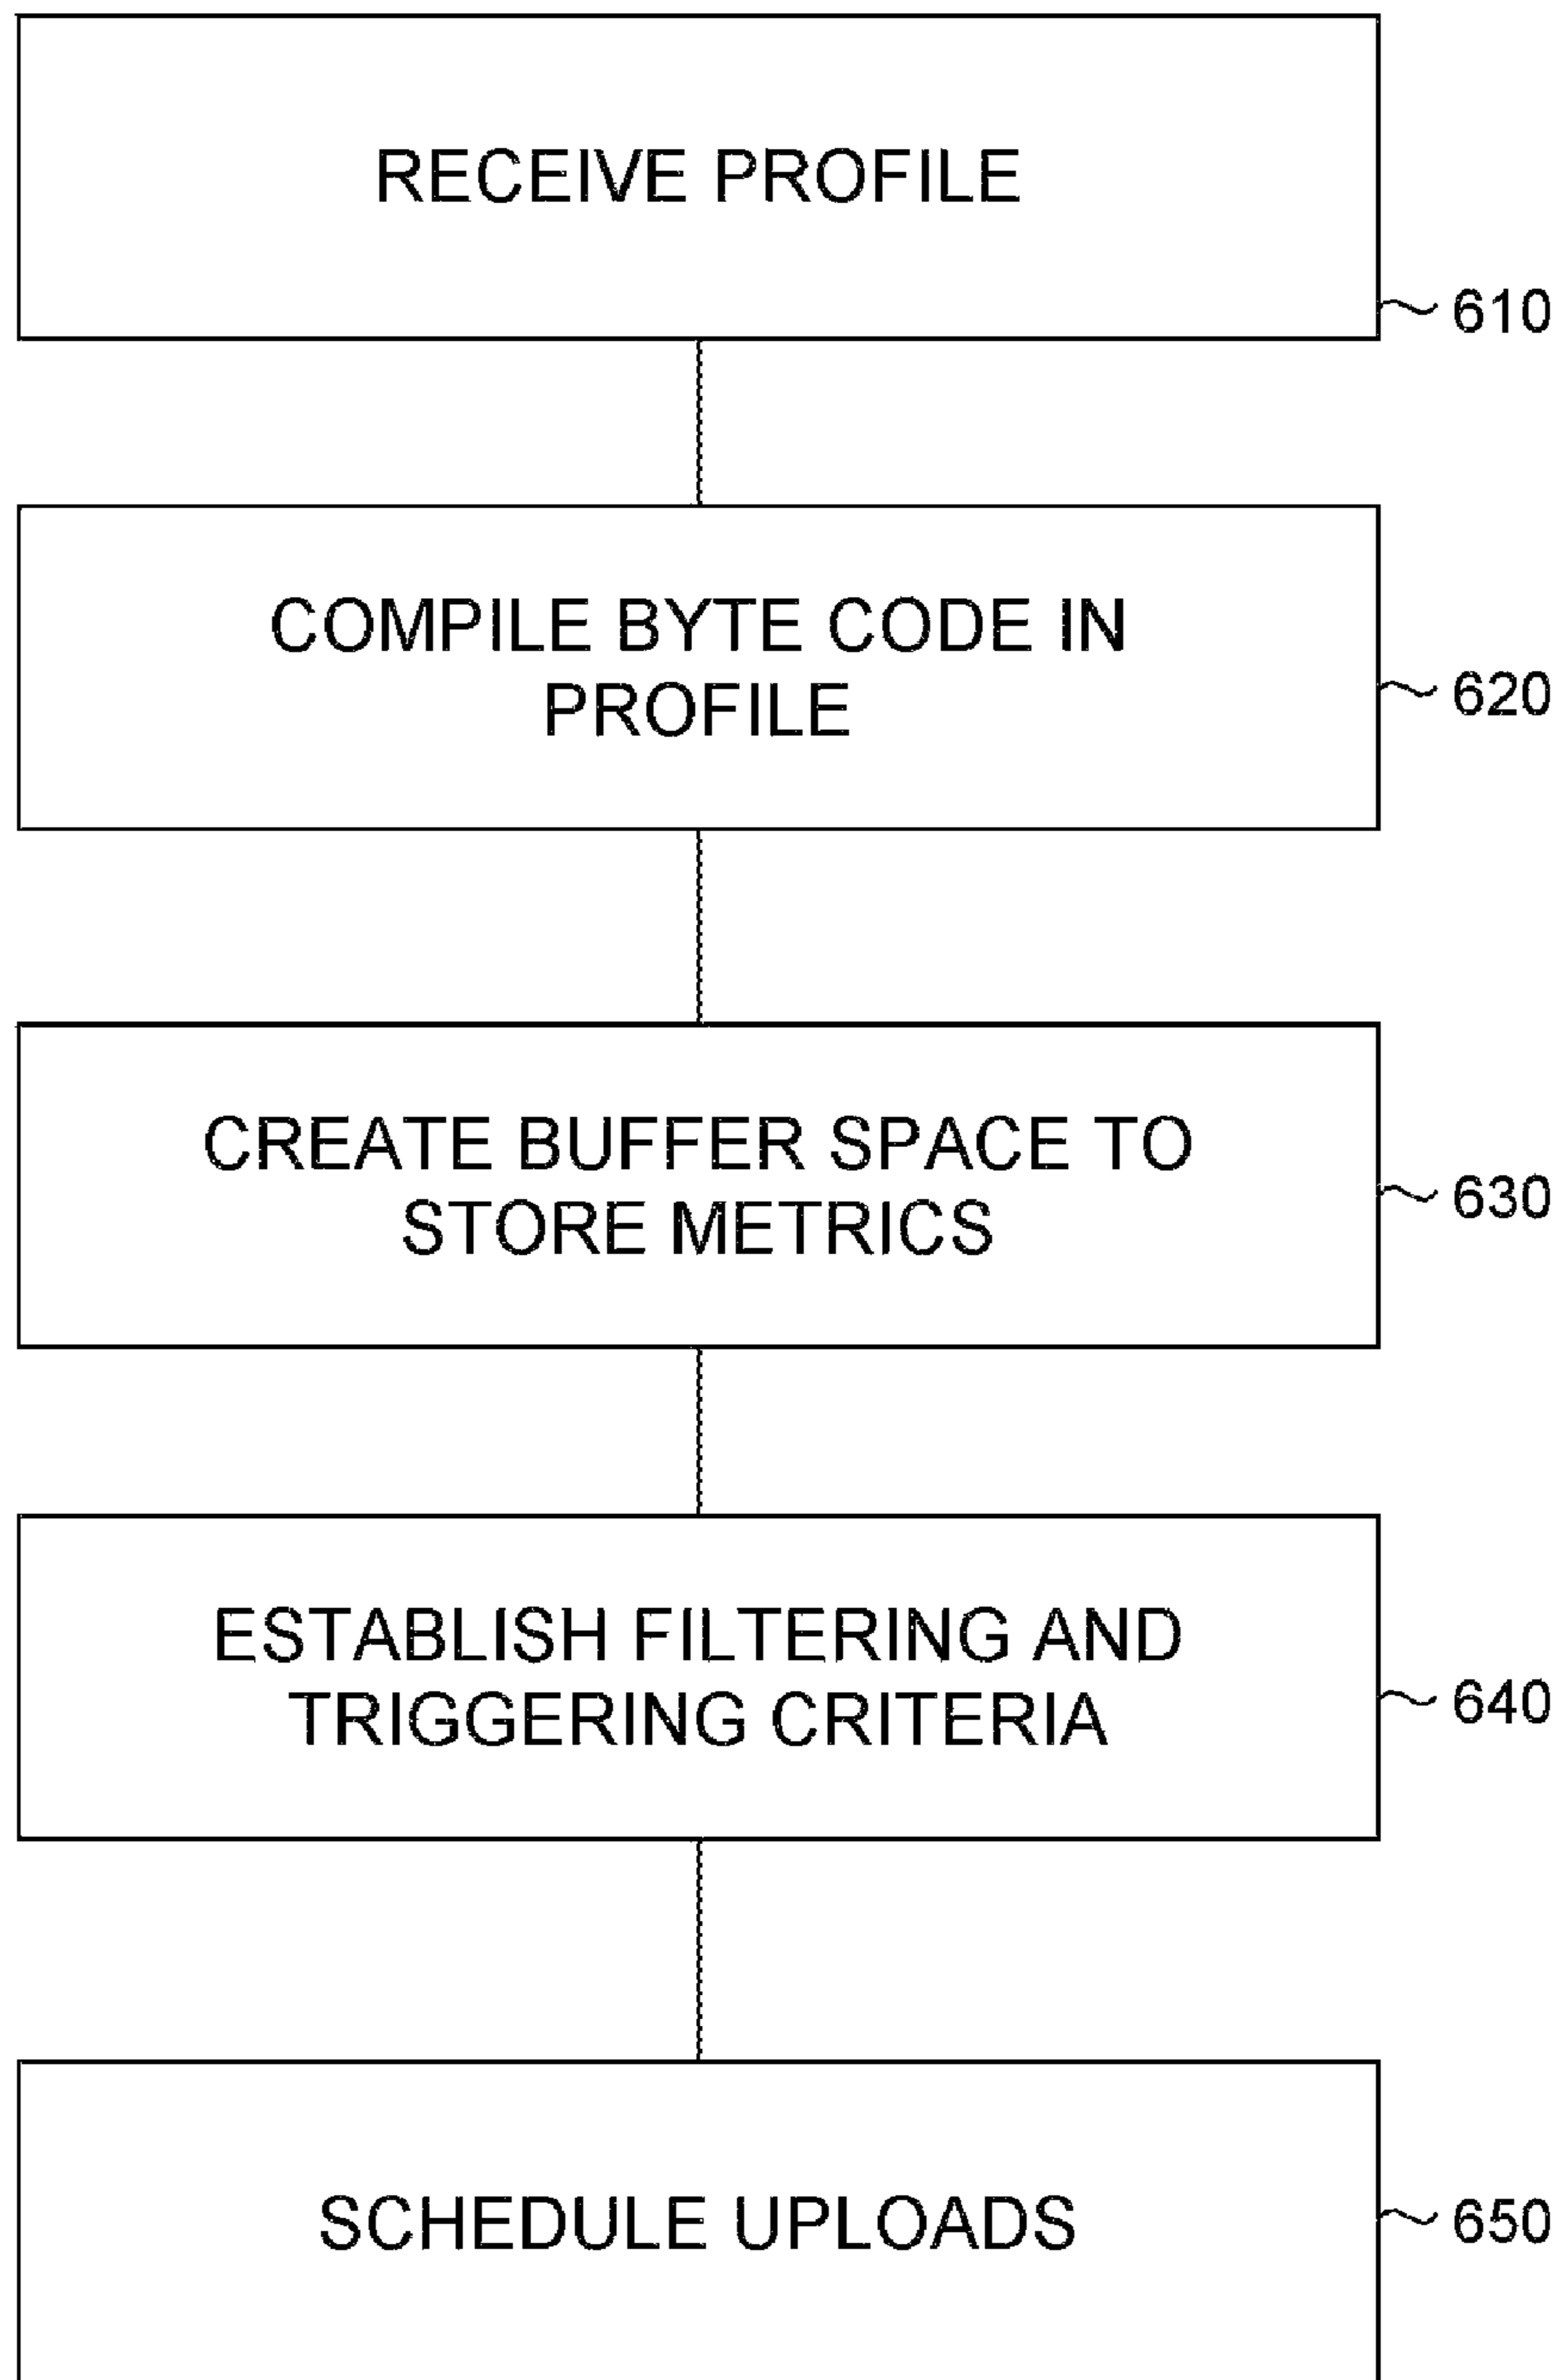 RECEIVE PROFILE
610
COMPILE BYTE CODE IN
PROFILE
620
CREATE BUFFER SPACE TO
STORE METRICS
630
ESTABLISH FILTERING AND
TRIGGERING CRITERIA
640
SCHEDULE UPLOADS
650